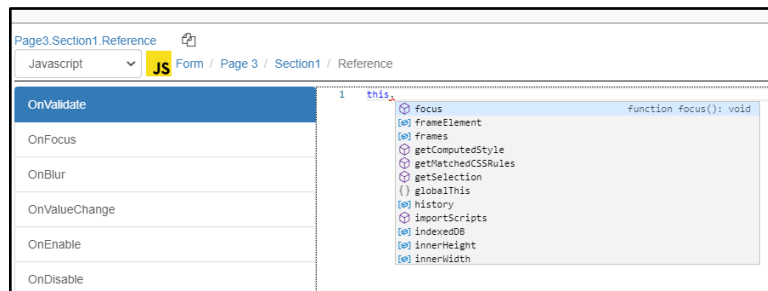 Page3.Section1.Reference
Javascript JS Form / Page 3 / Section1 / Reference
OnValidate
OnFocus
OnBlur
OnValueChange
OnEnable
OnDisable
1 this.
focus function focus(): void
frameElement
frames
getComputedStyle
getMatchedCSSRules
getSelection
{} globalThis
history
importScripts
indexedDB
innerHeight
innerWidth